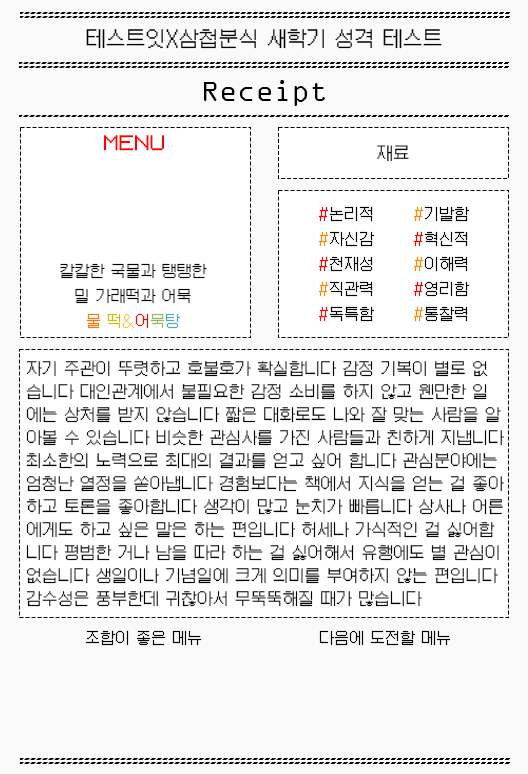 테스트잇X삼첩분식 새학기 성격 테스트
Receipt
MENU
칼칼한 국물과 탱탱한
밀 가래떡과 어묵
물 떡&어묵탕
재료
#논리적 #기발함
#자신감 #혁신적
#천재성 #이해력
#직관력 #영리함
#독특함 #통찰력
자기 주관이 뚜렷하고 호불호가 확실합니다 감정 기복이 별로 없
습니다 대인관계에서 불필요한 감정 소비를 하지 않고 웬만한 일
에는 상처를 받지 않습니다 짧은 대화로도 나와 잘 맞는 사람을 알
아볼 수 있습니다 비슷한 관심사를 가진 사람들과 친하게 지냅니다
최소한의 노력으로 최대의 결과를 얻고 싶어 합니다 관심분야에는
엄청난 열정을 쏟아냅니다 경험보다는 책에서 지식을 얻는 걸 좋아
하고 토론을 좋아합니다 생각이 많고 눈치가 빠릅니다 상사나 어른
에게도 하고 싶은 말은 하는 편입니다 허세나 가식적인 걸 싫어합
니다 평범한 거나 남을 따라 하는 걸 싫어해서 유행에도 별 관심이
없습니다 생일이나 기념일에 크게 의미를 부여하지 않는 편입니다
감수성은 풍부한데 귀찮아서 무뚝뚝해질 때가 많습니다
조합이 좋은 메뉴 다음에 도전할 메뉴